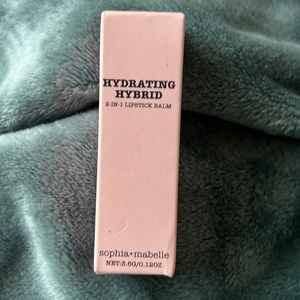 HYDRATING
HYBRID
2-IN-1 LIPSTICK BALM
sophia+mabelle
NET:3.5G/0.12OZ